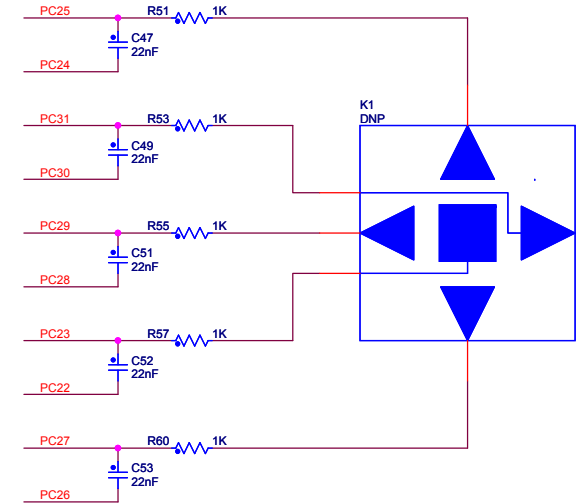 PC25 R51 1K
C47
22nF
PC24
K1
DNP
PC31 R53 1K
C49
22nF
PC30
PC29 R55 1K
C51
22nF
PC28
PC23 R57 1K
C52
22nF
PC22
PC27 R60 1K
C53
22nF
PC26